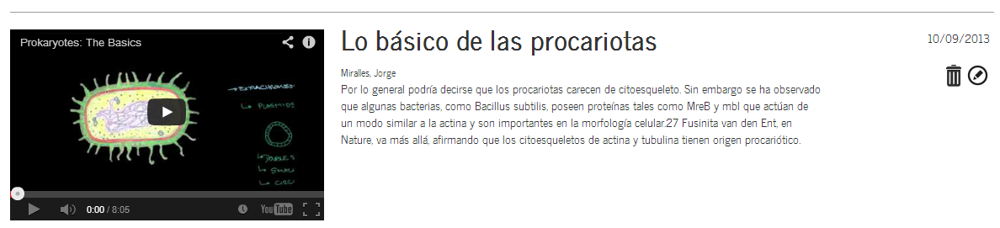 Prokaryotes: The Basics
EXTRACHROMOSO
PLASMIDS
DOUBLE S
CIRC
0:00 / 8:05
YouTube
Lo básico de las procariotas
10/09/2013
Miralles, Jorge
Por lo general podría decirse que los procariotas carecen de citoesqueleto. Sin embargo se ha observado
que algunas bacterias, como Bacillus subtilis, poseen proteínas tales como MreB y mbl que actúan de
un modo similar a la actina y son importantes en la morfología celular.27 Fusinita van den Ent, en
Nature, va más allá, afirmando que los citoesqueletos de actina y tubulina tienen origen procariótico.